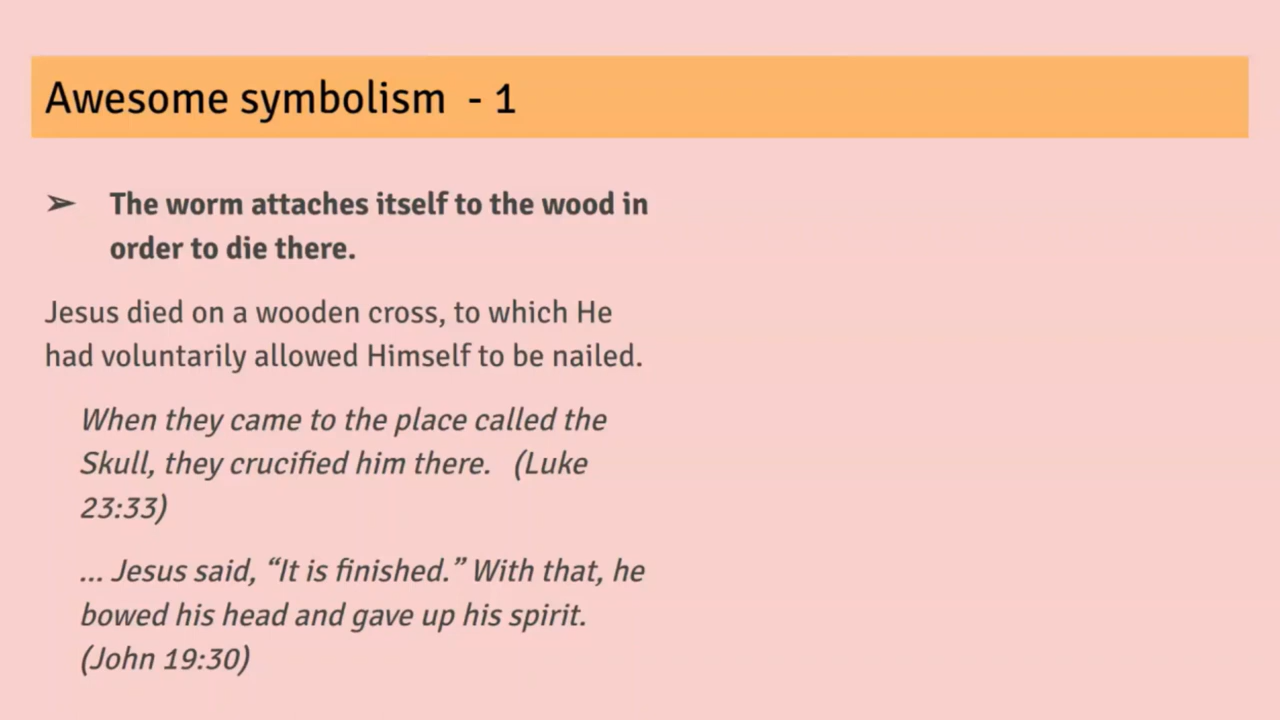 Awesome symbolism - 1
➢ The worm attaches itself to the wood in
order to die there.
Jesus died on a wooden cross, to which He
had voluntarily allowed Himself to be nailed.
When they came to the place called the
Skull, they crucified him there. (Luke
23:33)
... Jesus said, “It is finished.” With that, he
bowed his head and gave up his spirit.
(John 19:30)